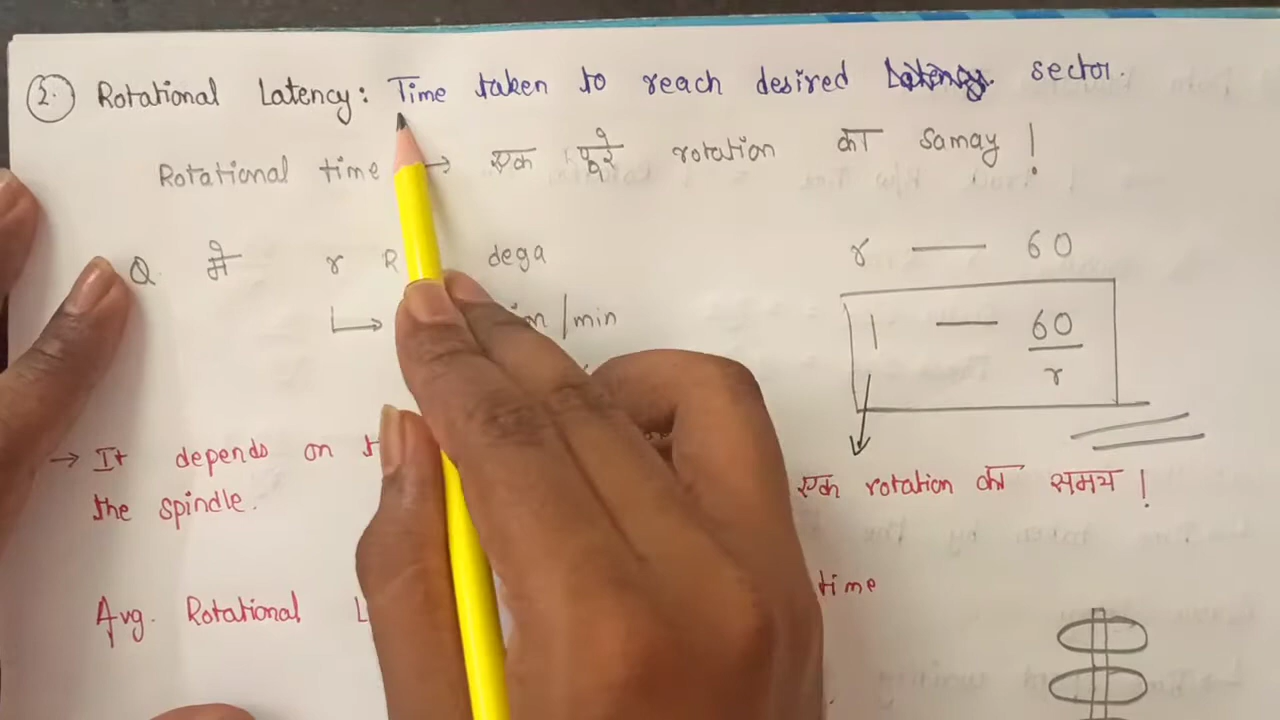 2. Rotational Latency: Time taken to reach desired sector.
Rotational time → एक पूरे rotation का samay !
Q में r R dega
/min
r — 60
1 — 60/r
→ It depends on
the spindle.
एक rotation का समय !
Avg. Rotational L
time